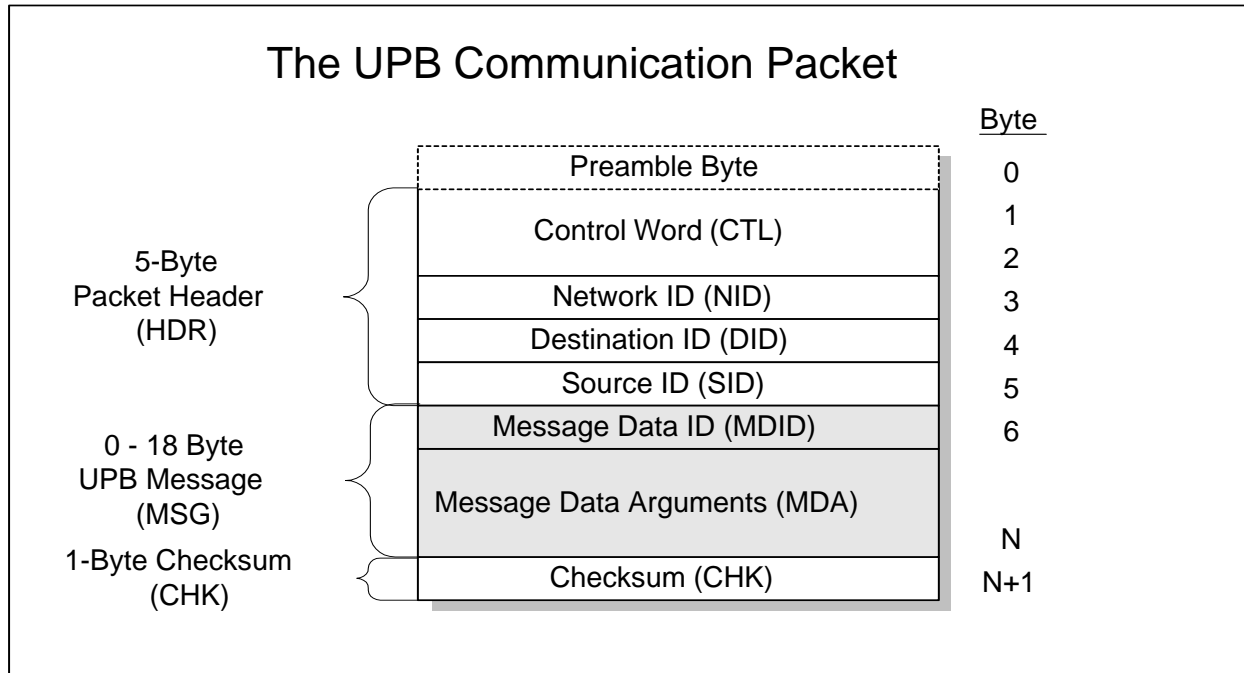 The UPB Communication Packet
Byte
Preamble Byte
0
Control Word (CTL)
1
2
5-Byte
Packet Header
(HDR)
Network ID (NID)
3
Destination ID (DID)
4
Source ID (SID)
5
Message Data ID (MDID)
6
0 - 18 Byte
UPB Message
(MSG)
Message Data Arguments (MDA)
N
1-Byte Checksum
(CHK)
Checksum (CHK)
N+1